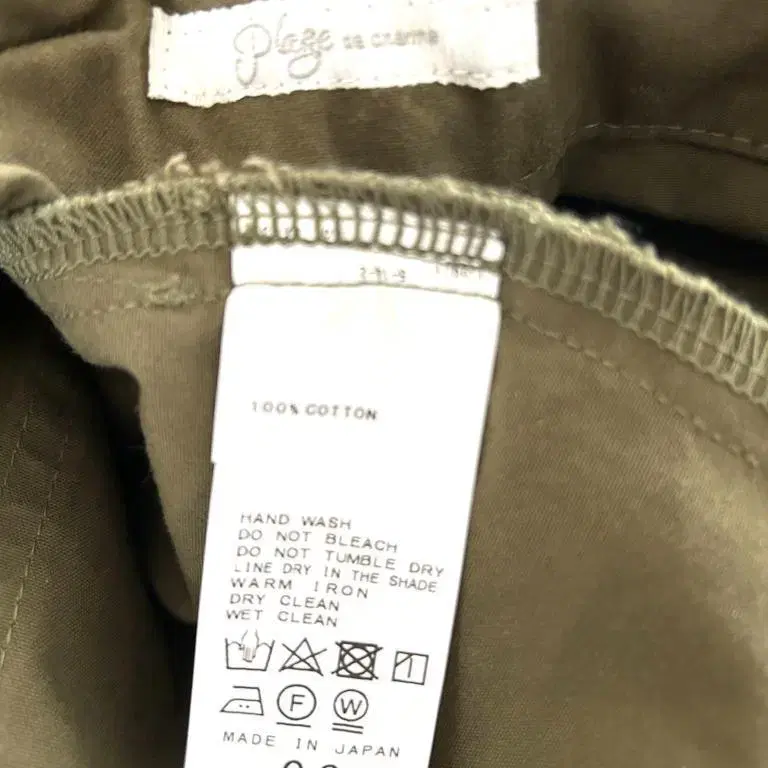 Plage
100% COTTON
HAND WASH
DO NOT BLEACH
DO NOT TUMBLE DRY
LINE DRY IN THE SHADE
WARM IRON
DRY CLEAN
WET CLEAN
F W
MADE IN JAPAN